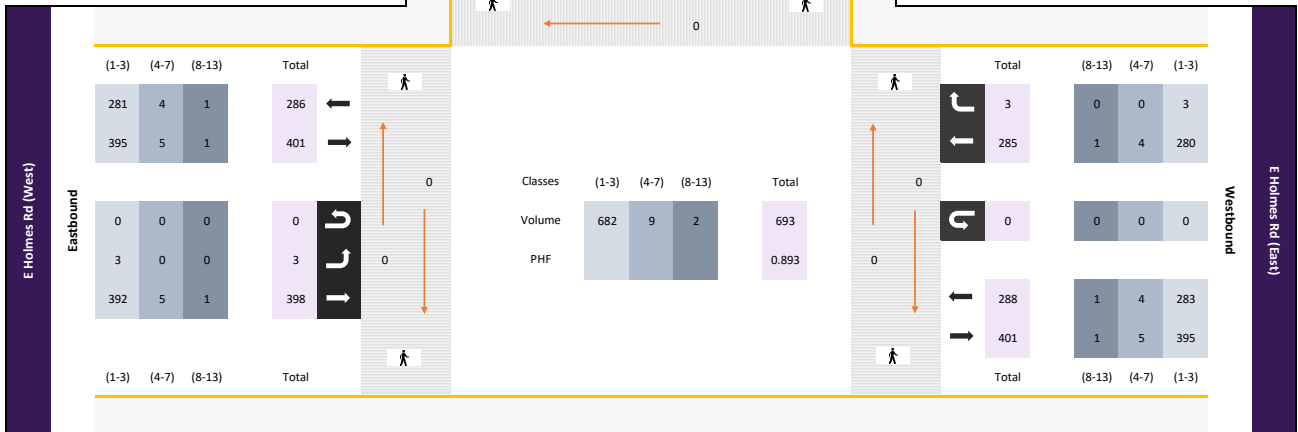 0
(1-3) (4-7) (8-13) Total
281 4 1 286
395 5 1 401
0
0 0 0 0
3 0 0 3
0
392 5 1 398
(1-3) (4-7) (8-13) Total
E Holmes Rd (West)
Eastbound
Classes (1-3) (4-7) (8-13) Total
Volume 682 9 2 693
PHF 0.893
Total (8-13) (4-7) (1-3)
3 0 0 3
285 1 4 280
0
0 0 0 0
0
288 1 4 283
401 1 5 395
Total (8-13) (4-7) (1-3)
Westbound
E Holmes Rd (East)